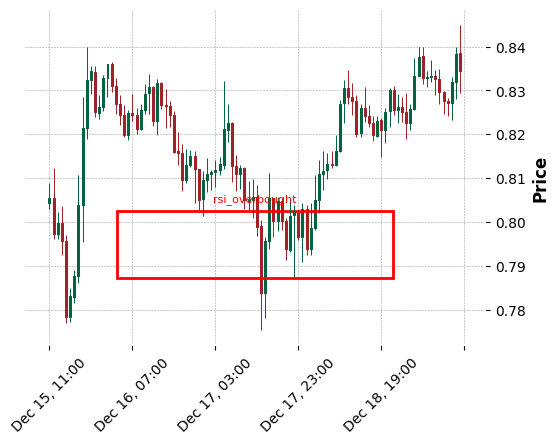 0.84
0.83
0.82
0.81
0.80
0.79
0.78
Price
rsi_overbought
Dec 15, 11:00
Dec 16, 07:00
Dec 17, 03:00
Dec 17, 23:00
Dec 18, 19:00